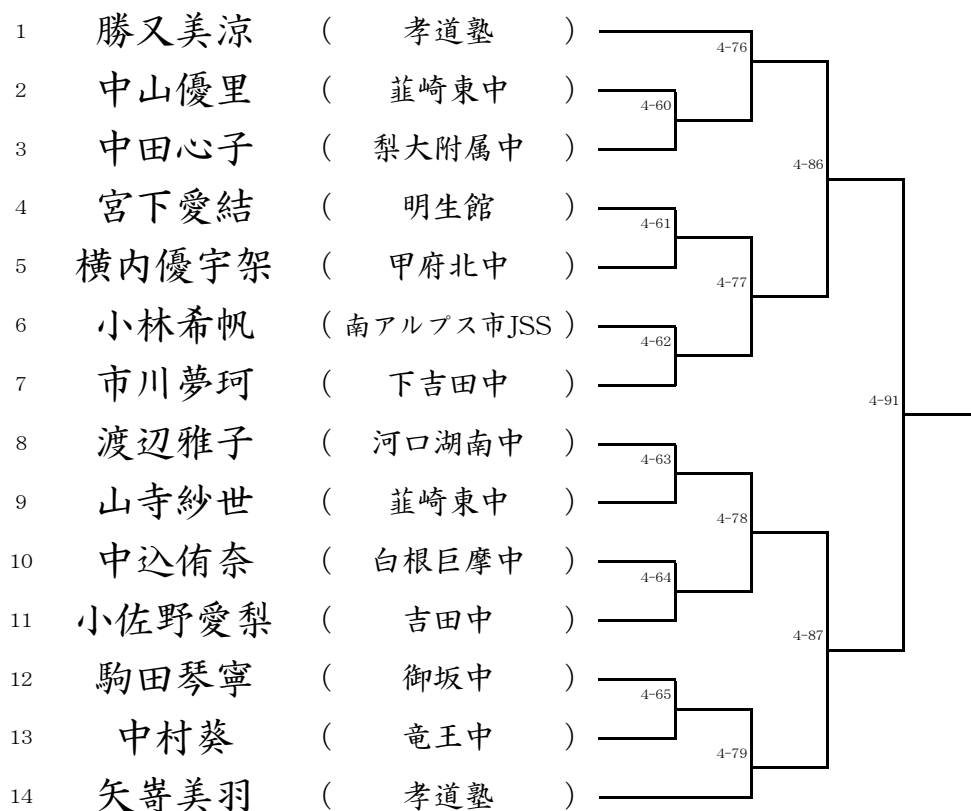 1 勝又美涼 ( 孝道塾 )
4-76
2 中山優里 ( 韮崎東中 )
4-60
3 中田心子 ( 梨大附属中 )
4-86
4 宮下愛結 ( 明生館 )
4-61
5 横内優宇架 ( 甲府北中 )
4-77
6 小林希帆 ( 南アルプス市JSS )
4-62
7 市川夢珂 ( 下吉田中 )
4-91
8 渡辺雅子 ( 河口湖南中 )
4-63
9 山寺紗世 ( 韮崎東中 )
4-78
10 中込侑奈 ( 白根巨摩中 )
4-64
11 小佐野愛梨 ( 吉田中 )
4-87
12 駒田琴寧 ( 御坂中 )
4-65
13 中村葵 ( 竜王中 )
4-79
14 矢嵜美羽 ( 孝道塾 )